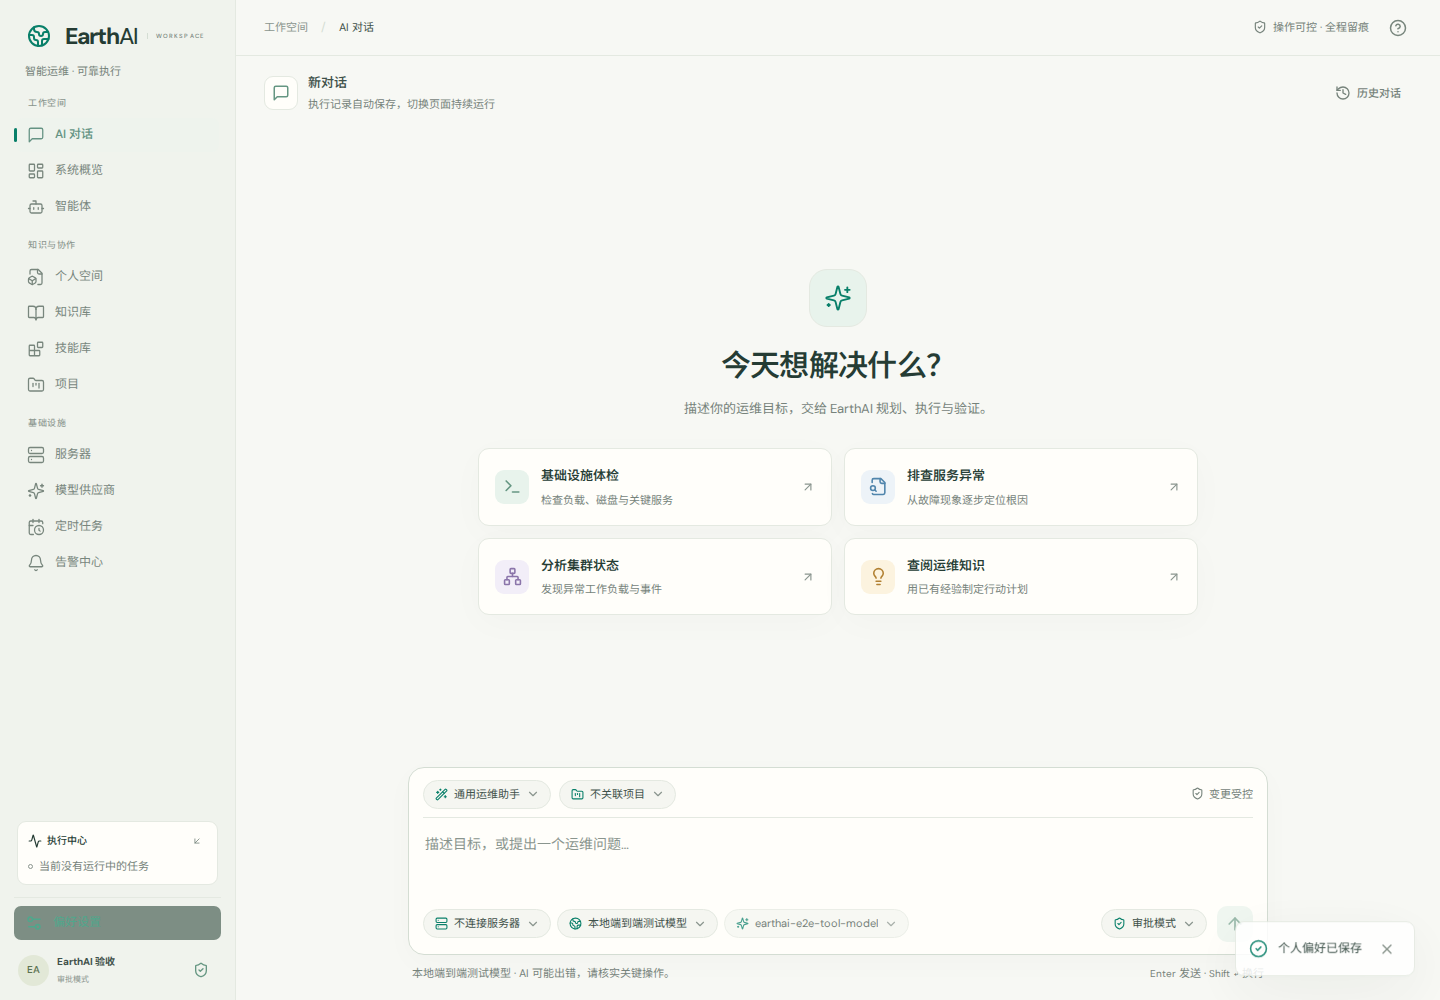 EarthAI WORKSPACE
智能运维 · 可靠执行
工作空间
AI 对话
系统概览
智能体
知识与协作
个人空间
知识库
技能库
项目
基础设施
服务器
模型供应商
定时任务
告警中心
执行中心
当前没有运行中的任务
EA
EarthAI 验收
审批模式
工作空间 / AI 对话
操作可控 · 全程留痕
新对话
执行记录自动保存，切换页面持续运行
历史对话
今天想解决什么？
描述你的运维目标，交给 EarthAI 规划、执行与验证。
基础设施体检
检查负载、磁盘与关键服务
排查服务异常
从故障现象逐步定位根因
分析集群状态
发现异常工作负载与事件
查阅运维知识
用已有经验制定行动计划
通用运维助手
不关联项目
变更受控
描述目标，或提出一个运维问题...
不连接服务器
本地端到端测试模型
earthai-e2e-tool-model
审批模式
本地端到端测试模型 · AI 可能出错，请核实关键操作。
Enter 发送 · Shift
换行
个人偏好已保存